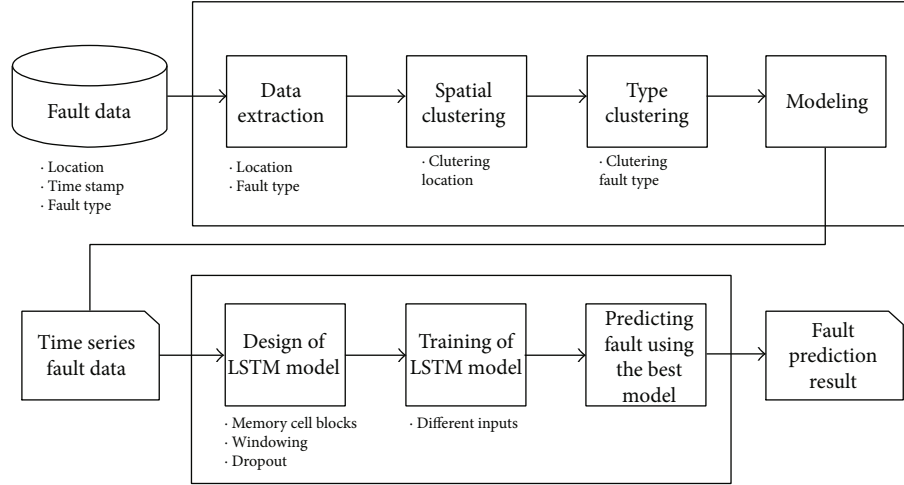 Fault data
· Location
· Time stamp
· Fault type
Data
extraction
· Location
· Fault type
Spatial
clustering
· Clutering
location
Type
clustering
· Clutering
fault type
Modeling
Time series
fault data
Design of
LSTM model
· Memory cell blocks
· Windowing
· Dropout
Training of
LSTM model
· Different inputs
Predicting
fault using
the best
model
Fault
prediction
result